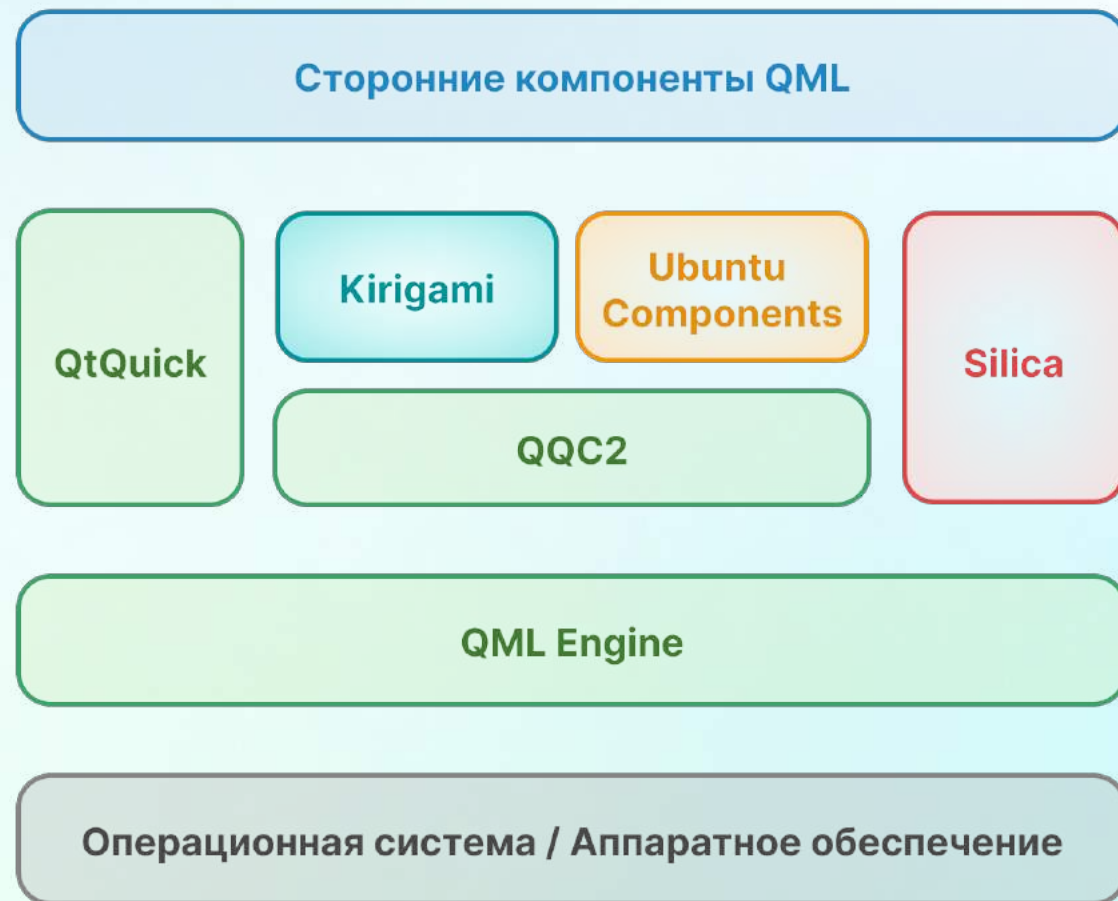 Сторонние компоненты QML
QtQuick
Kirigami
Ubuntu
Components
QQC2
Silica
QML Engine
Операционная система / Аппаратное обеспечение